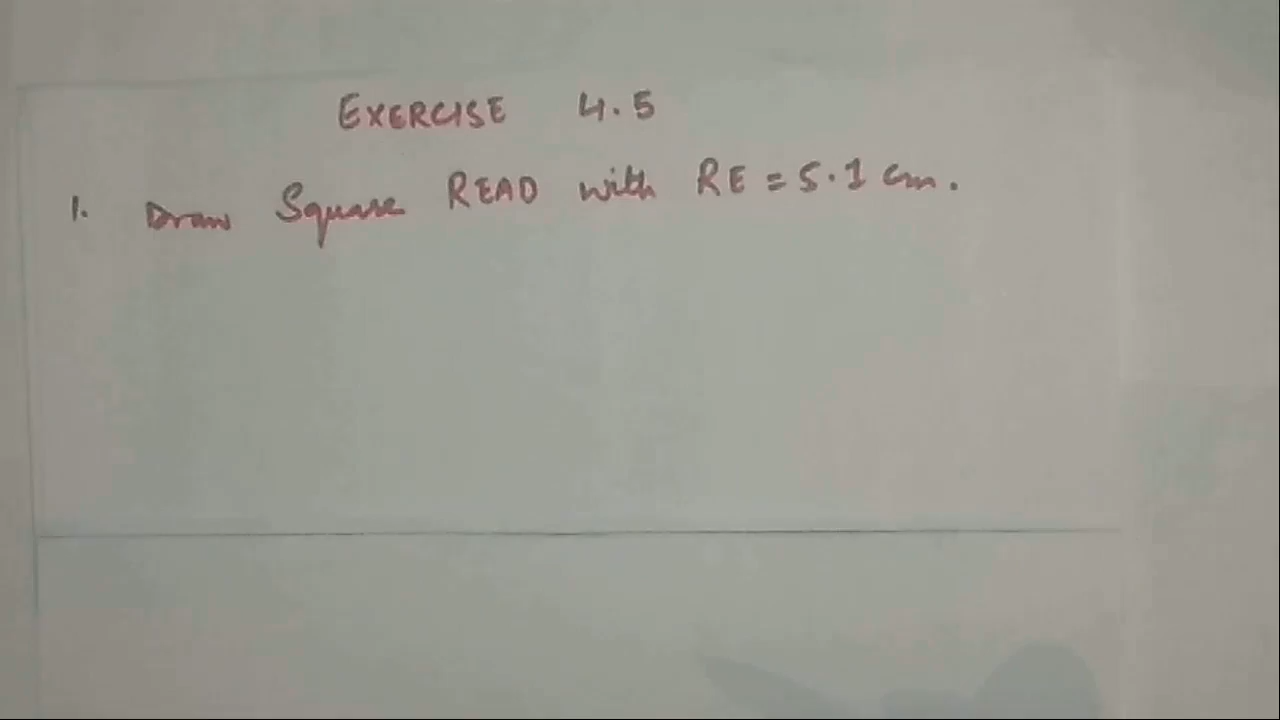 EXERCISE 4.5
1. Draw Square READ with RE = 5.1 cm.